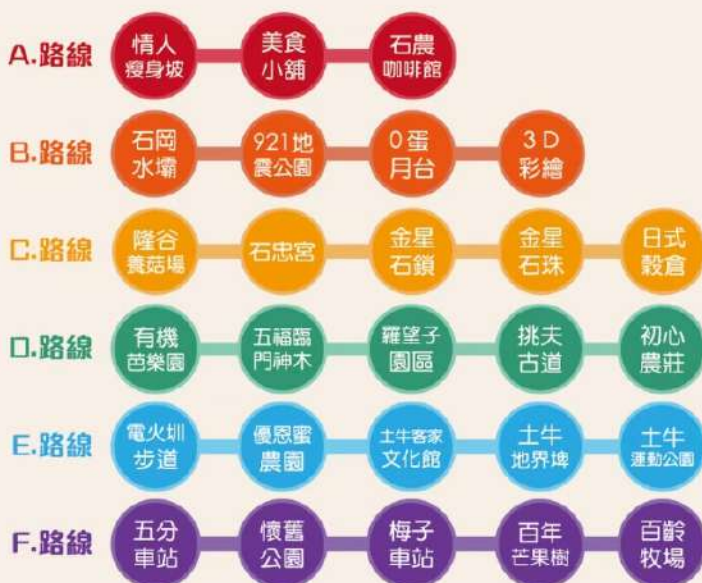 A.路線
情人
瘦身坡
美食
小舖
石農
咖啡館
B.路線
石岡
水壩
921地
震公園
0蛋
月台
3D
彩繪
C.路線
隆谷
養菇場
石忠宮
金星
石鎖
金星
石珠
日式
穀倉
D.路線
有機
芭樂園
五福臨
門神木
羅望子
園區
挑夫
古道
初心
農莊
E.路線
電火圳
步道
優恩蜜
農園
土牛客家
文化館
土牛
地界埤
土牛
運動公園
F.路線
五分
車站
懷舊
公園
梅子
車站
百年
芒果樹
百齡
牧場